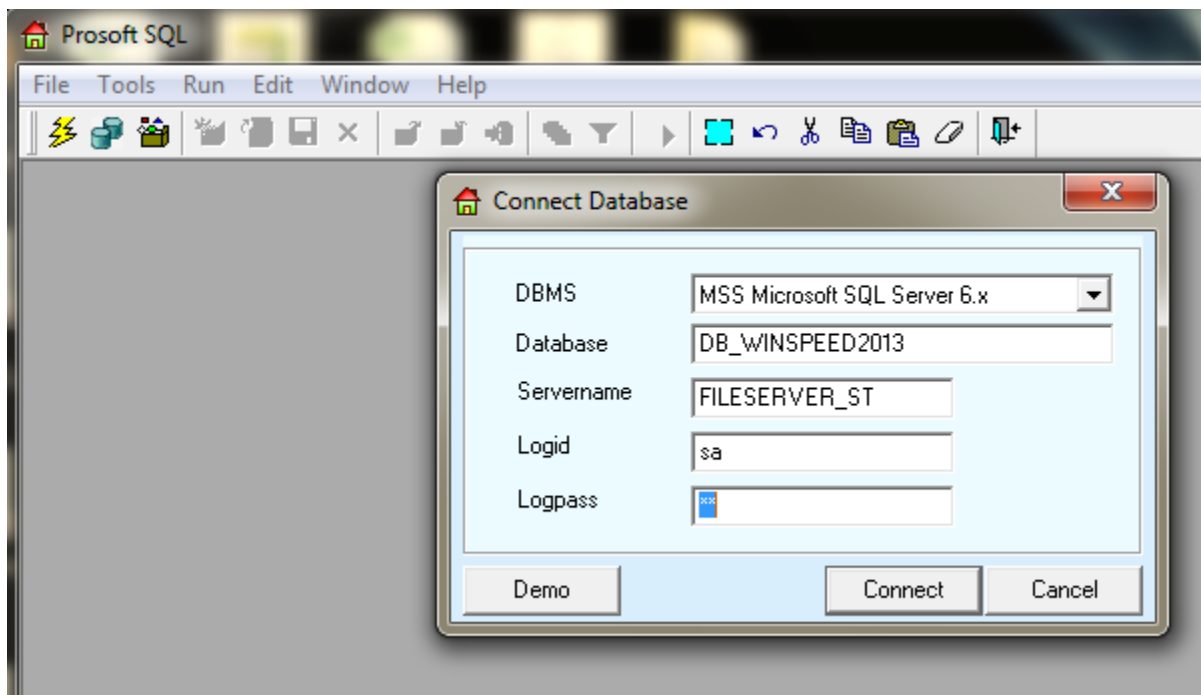 Prosoft SQL
File Tools Run Edit Window Help
Connect Database
DBMS MSS Microsoft SQL Server 6.x
Database DB_WINSPEED2013
Servername FILESERVER_ST
Logid sa
Logpass **
Demo Connect Cancel